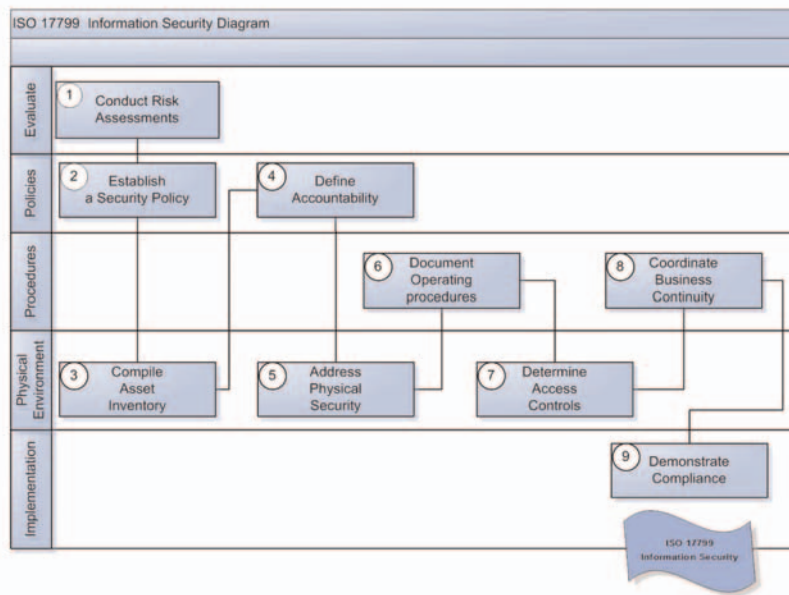 ISO 17799 Information Security Diagram
Evaluate
1
Conduct Risk
Assessments
Policies
2
Establish
a Security Policy
4
Define
Accountability
Procedures
6
Document
Operating
procedures
8
Coordinate
Business
Continuity
Physical
Environment
3
Compile
Asset
Inventory
5
Address
Physical
Security
7
Determine
Access
Controls
Implementation
9
Demonstrate
Compliance
ISO 17799
Information Security